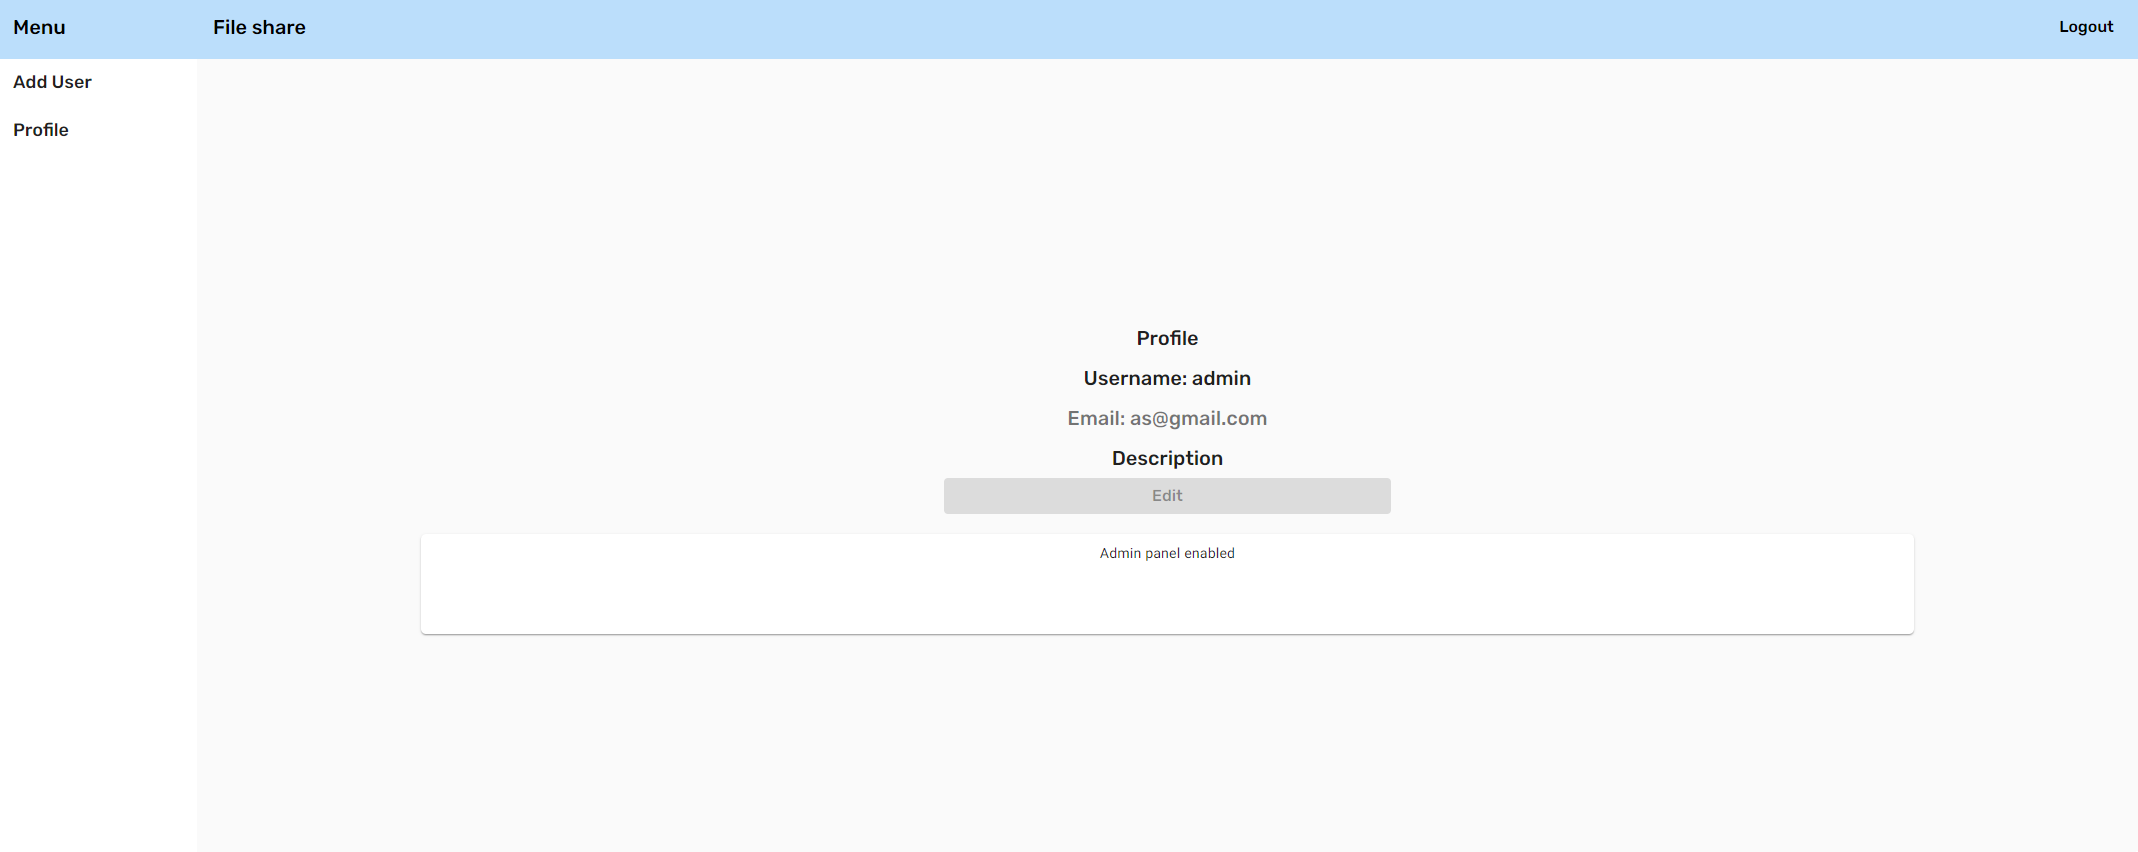 Menu
File share
Logout
Add User
Profile
Profile
Username: admin
Email: as@gmail.com
Description
Edit
Admin panel enabled